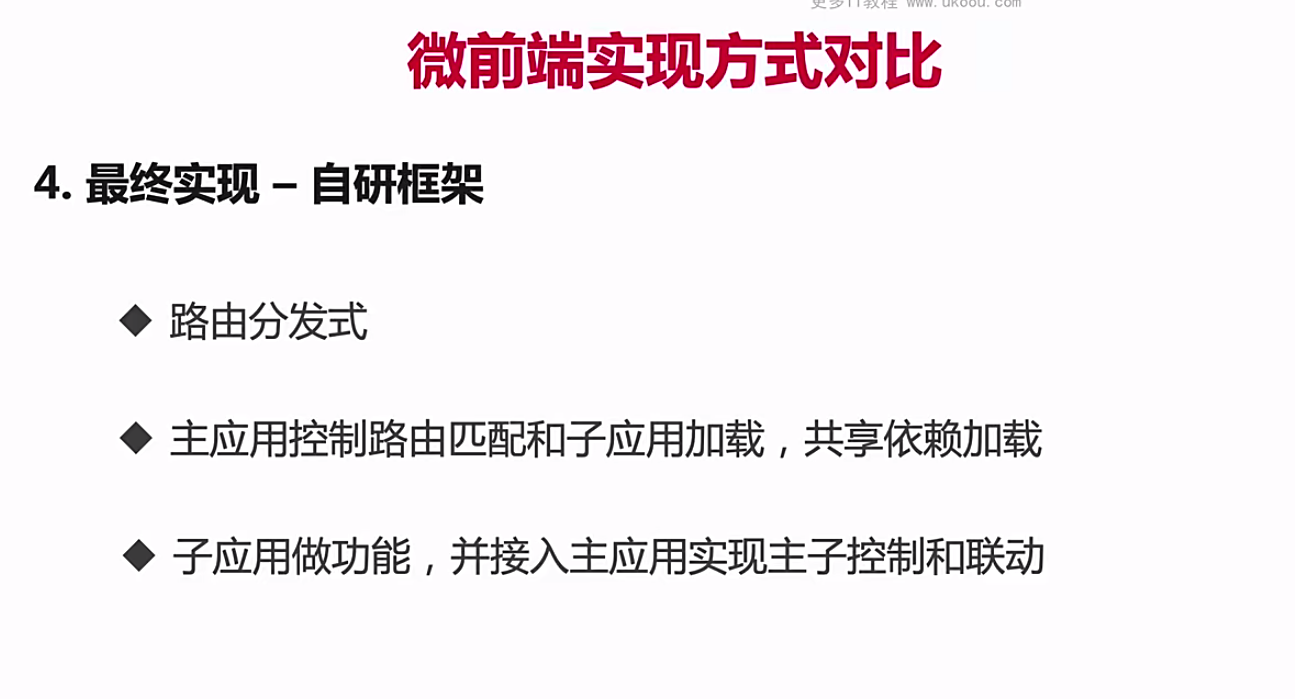 更多IT教程 www.ukoou.com
微前端实现方式对比
4. 最终实现 – 自研框架
◆ 路由分发式
◆ 主应用控制路由匹配和子应用加载，共享依赖加载
◆ 子应用做功能，并接入主应用实现主子控制和联动